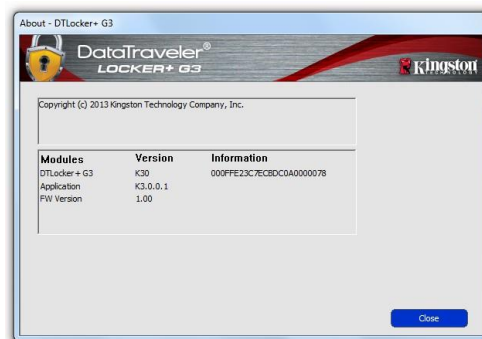 About - DTLocker+ G3
DataTraveler®
LOCKER+ G3
Kingston
TECHNOLOGY
Copyright (c) 2013 Kingston Technology Company, Inc.
Modules Version Information
DTLocker+ G3 K30 000FFE23C7ECBDC0A0000078
Application K3.0.0.1
FW Version 1.00
Close